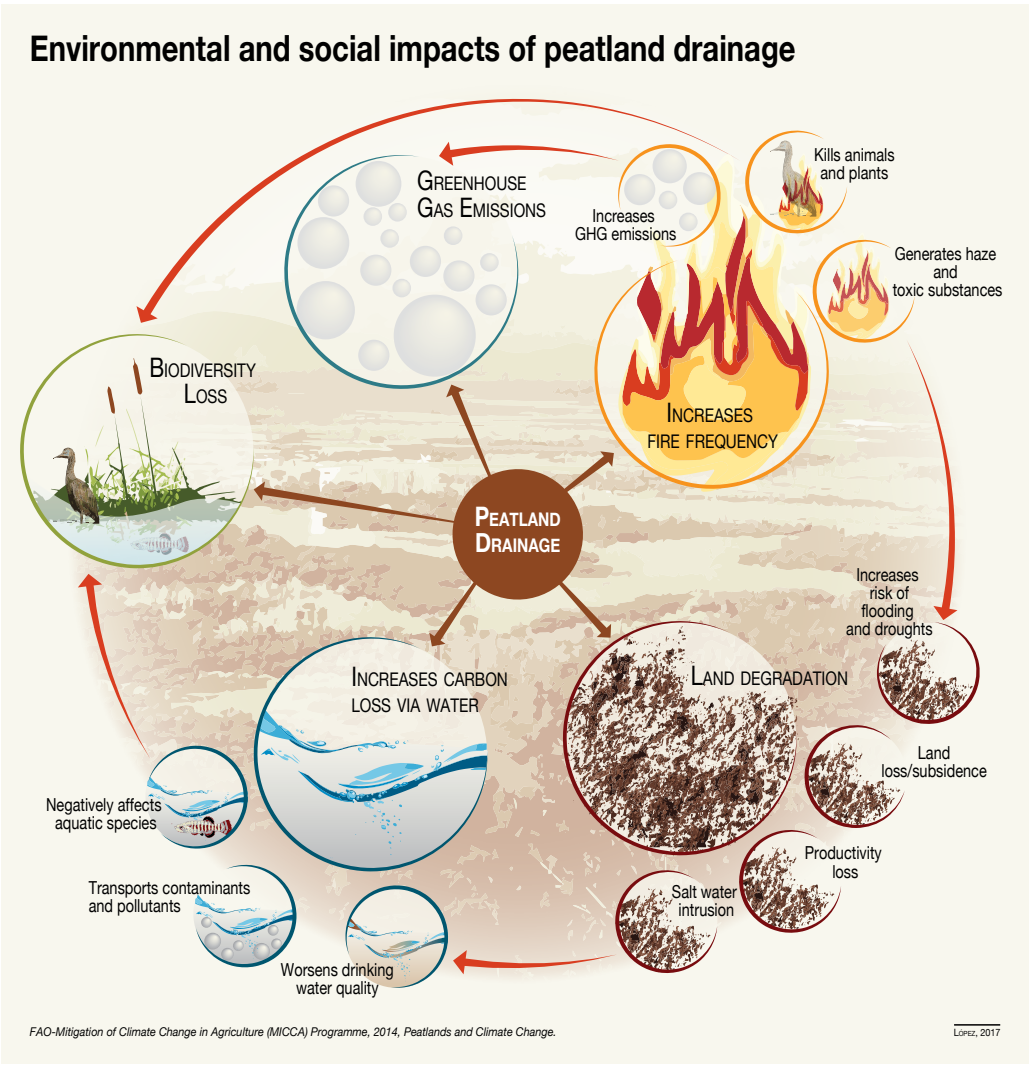 Environmental and social impacts of peatland drainage
Kills animals
and plants
Greenhouse
Gas Emissions
Increases
GHG emissions
Generates haze
and
toxic substances
Biodiversity
Loss
Increases
fire frequency
Peatland
Drainage
Increases
risk of
flooding
and droughts
Increases carbon
loss via water
Land degradation
Land
loss/subsidence
Negatively affects
aquatic species
Productivity
loss
Transports contaminants
and pollutants
Salt water
intrusion
Worsens drinking
water quality
FAO-Mitigation of Climate Change in Agriculture (MICCA) Programme, 2014, Peatlands and Climate Change.
López, 2017